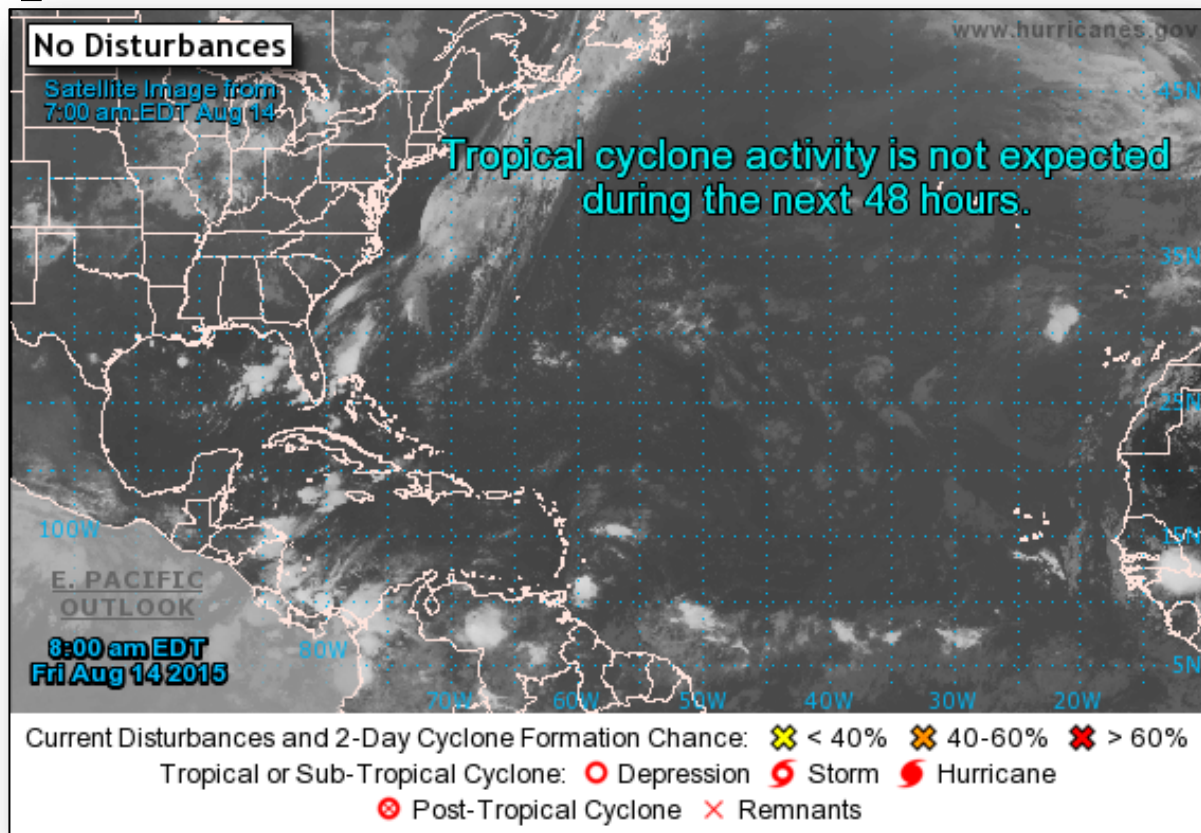 No Disturbances
www.hurricanes.gov
Satellite Image from
7:00 am EDT Aug 14
45N
Tropical cyclone activity is not expected
during the next 48 hours.
35N
25N
100W
15N
E. PACIFIC
OUTLOOK
8:00 am EDT
Fri Aug 14 2015
80W
5N
70W 60W 50W 40W 30W 20W
Current Disturbances and 2-Day Cyclone Formation Chance: < 40% 40-60% > 60%
Tropical or Sub-Tropical Cyclone: Depression Storm Hurricane
Post-Tropical Cyclone Remnants